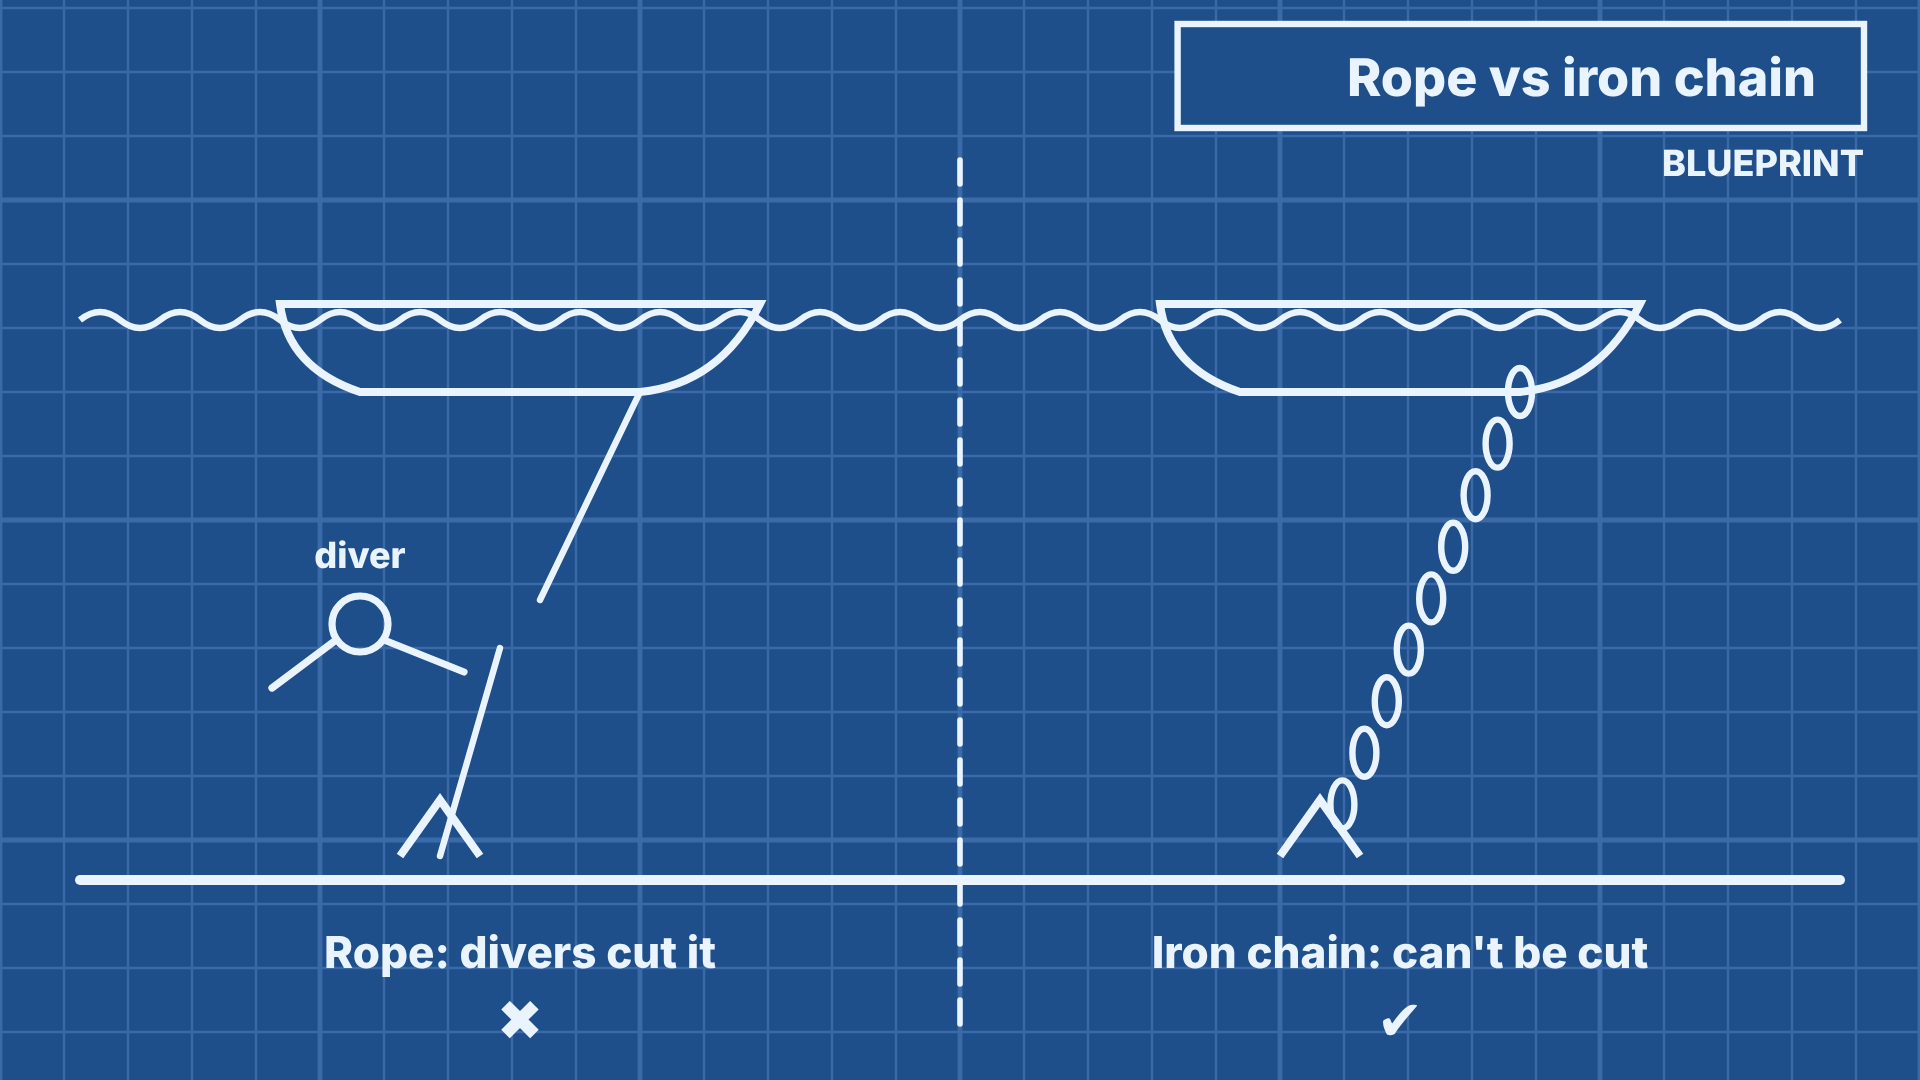 Rope vs iron chain
BLUEPRINT
diver
Rope: divers cut it
Iron chain: can't be cut
✖
✔